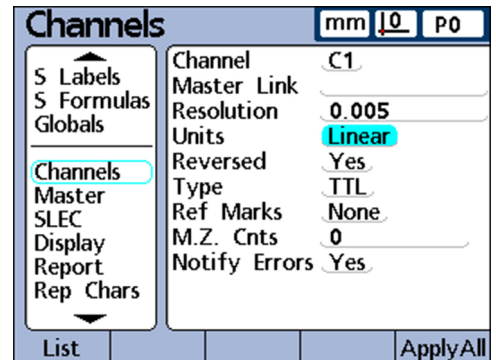 Channels mm 0 P0
S Labels
S Formulas
Globals
Channels
Master
SLEC
Display
Report
Rep Chars
Channel C1
Master Link
Resolution 0.005
Units Linear
Reversed Yes
Type TTL
Ref Marks None
M.Z. Cnts 0
Notify Errors Yes
List ApplyAll